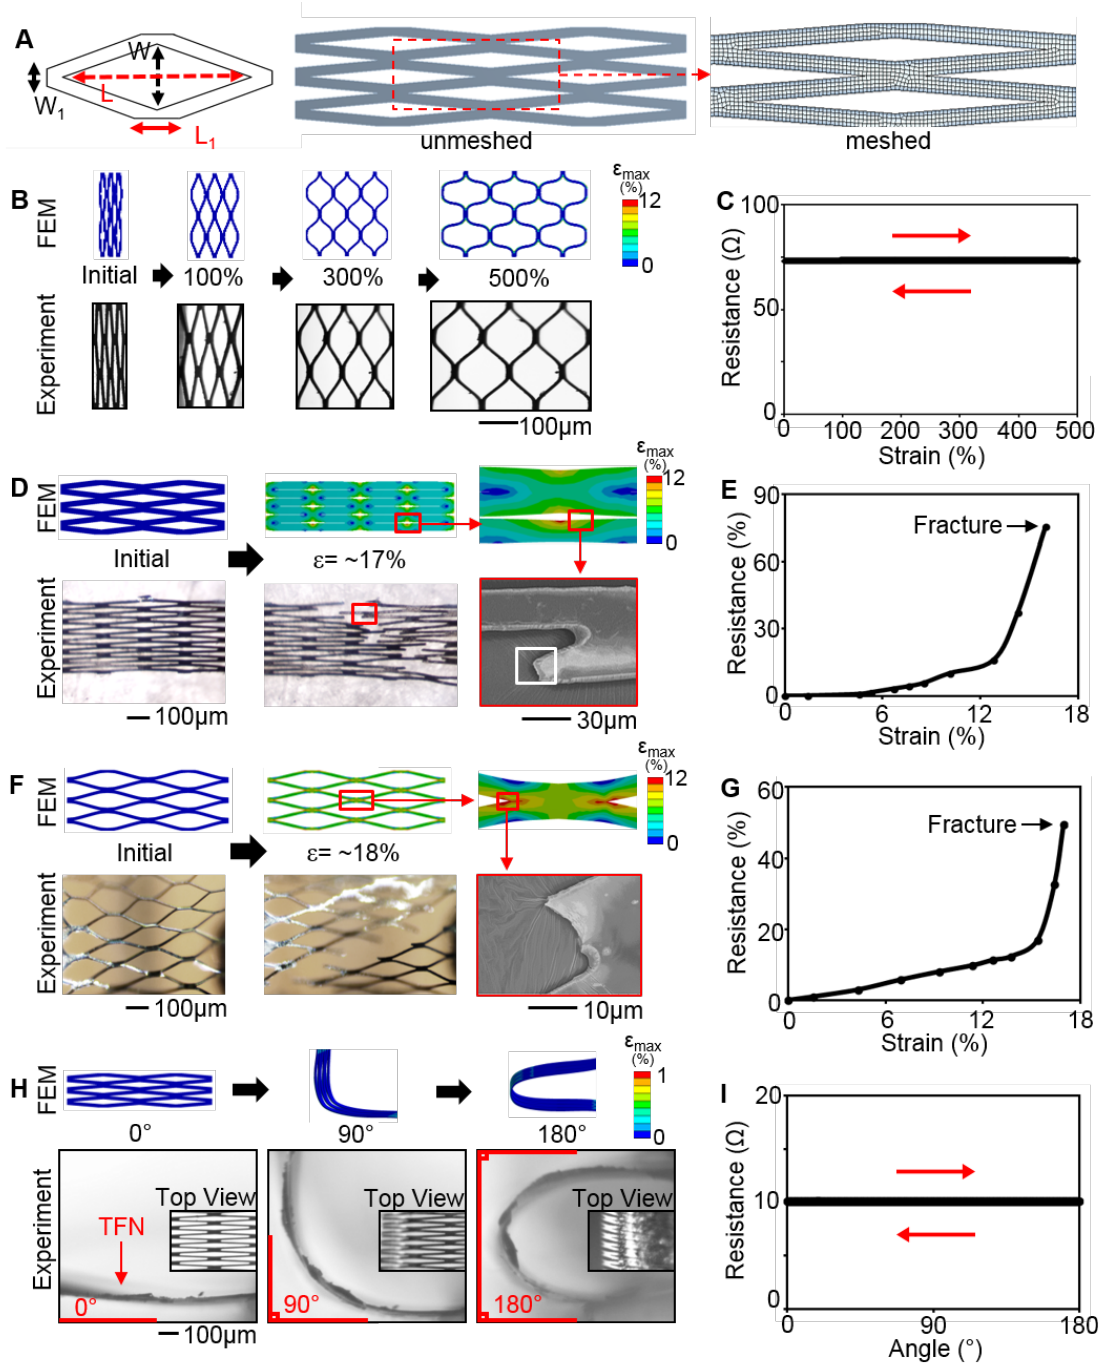 A
W
L
W1
L1
unmeshed
meshed
B
FEM
Initial
100%
300%
500%
εmax
(%)
12
0
Experiment
100µm
C
Resistance (Ω)
100
50
0
0 100 200 300 400 500
Strain (%)
D
FEM
Initial
ε= ~17%
εmax
(%)
12
0
Experiment
100µm
30µm
E
Resistance (%)
90
60
30
0
Fracture
0 6 12 18
Strain (%)
F
FEM
Initial
ε= ~18%
εmax
(%)
12
0
Experiment
100µm
10µm
G
Resistance (%)
60
40
20
0
Fracture
0 6 12 18
Strain (%)
H
FEM
0°
90°
180°
εmax
(%)
1
0
Experiment
Top View
Top View
Top View
TFN
0°
90°
180°
100µm
I
Resistance (Ω)
20
10
0
0 90 180
Angle (°)